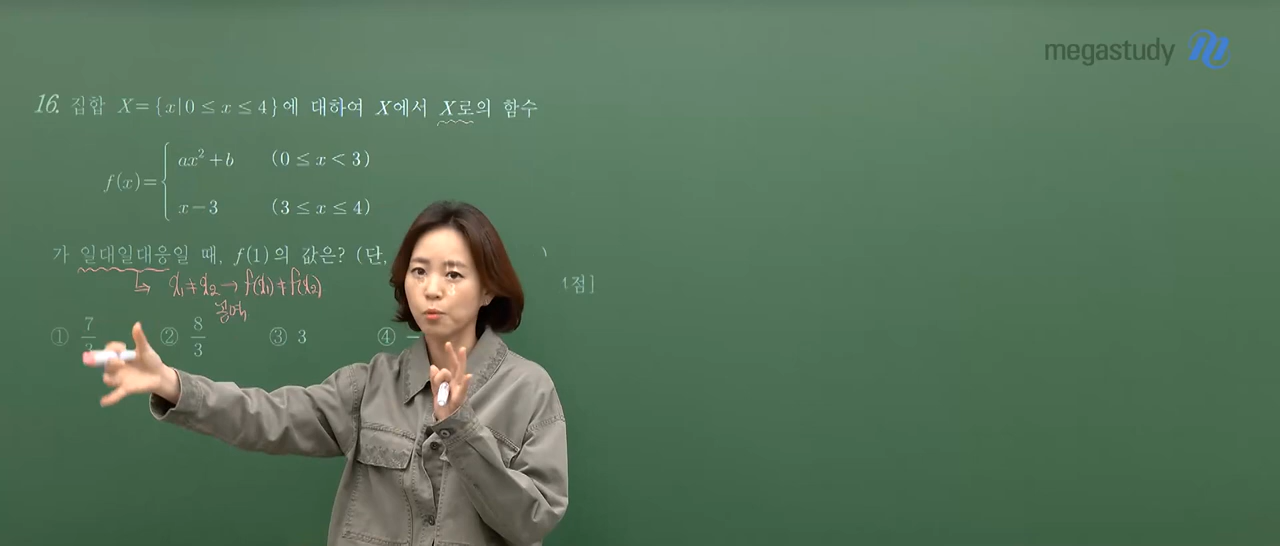 megastudy
16. 집합 X={x|0≤x≤4}에 대하여 X에서 X로의 함수
f(x)={ ax²+b (0≤x<3)
x-3 (3≤x≤4)
가 일대일대응일 때, f(1)의 값은? (단, )
→ x₁≠x₂→f(x₁)≠f(x₂)
점]
① 7/3 ② 8/3 ③ 3 ④